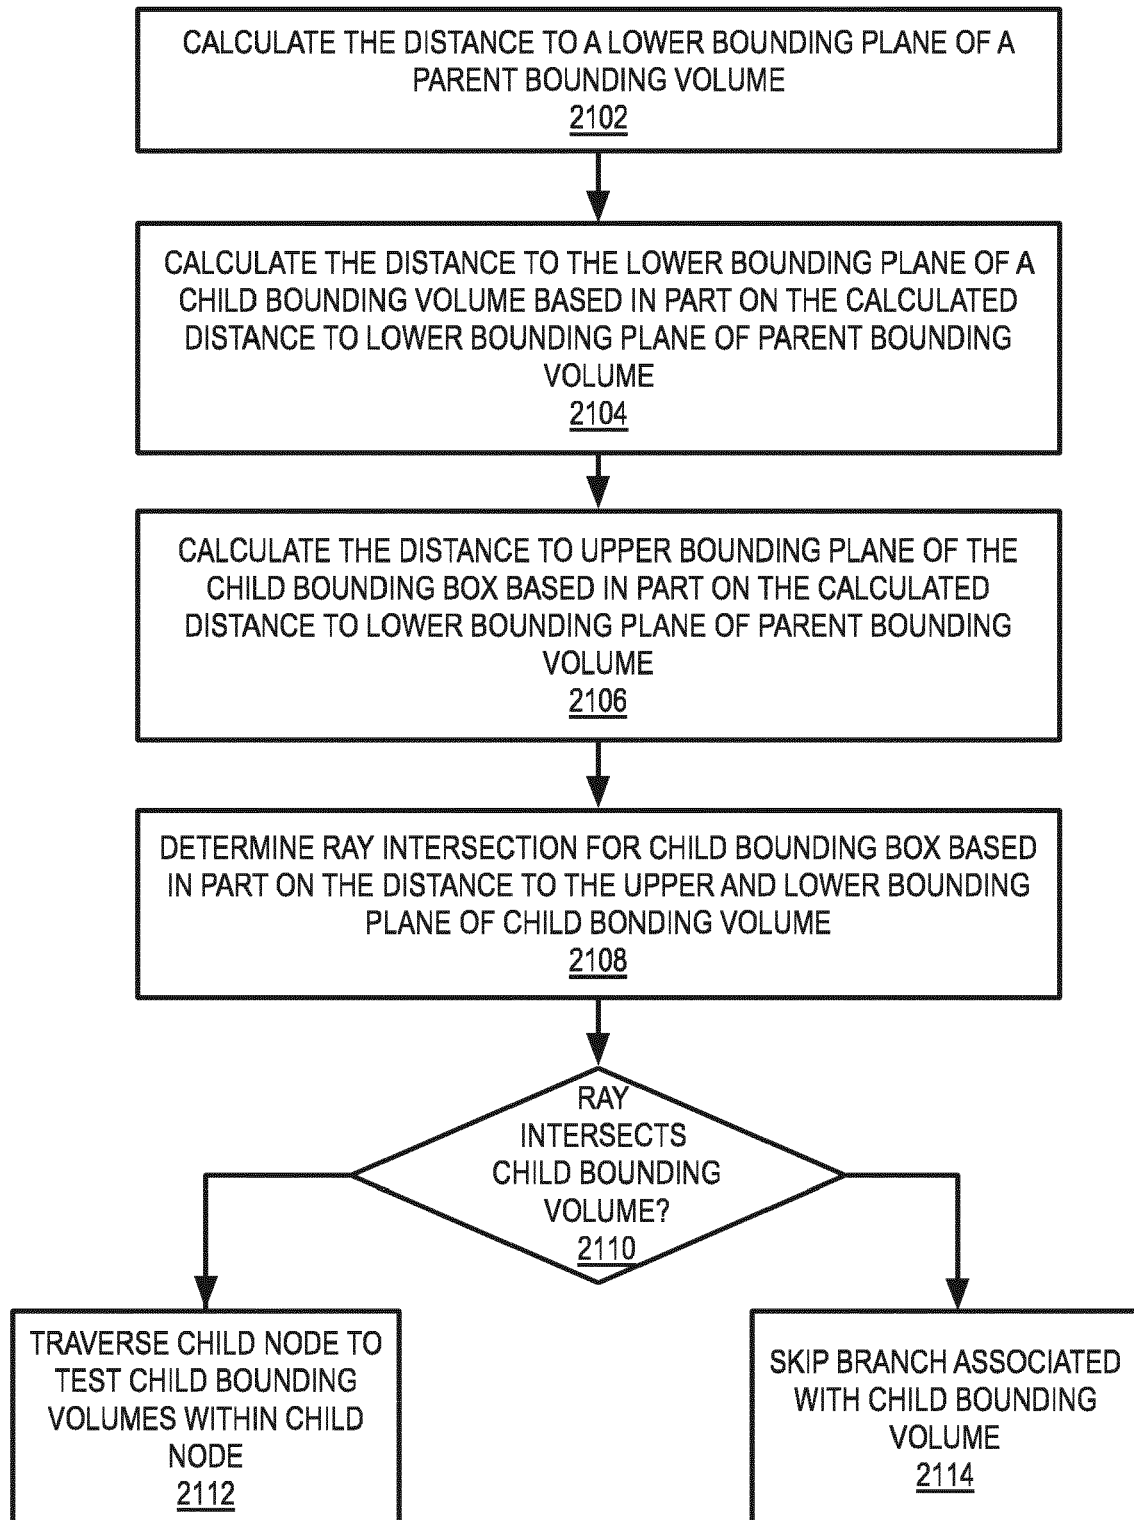 CALCULATE THE DISTANCE TO A LOWER BOUNDING PLANE OF A
PARENT BOUNDING VOLUME
2102
CALCULATE THE DISTANCE TO THE LOWER BOUNDING PLANE OF A
CHILD BOUNDING VOLUME BASED IN PART ON THE CALCULATED
DISTANCE TO LOWER BOUNDING PLANE OF PARENT BOUNDING
VOLUME
2104
CALCULATE THE DISTANCE TO UPPER BOUNDING PLANE OF THE
CHILD BOUNDING BOX BASED IN PART ON THE CALCULATED
DISTANCE TO LOWER BOUNDING PLANE OF PARENT BOUNDING
VOLUME
2106
DETERMINE RAY INTERSECTION FOR CHILD BOUNDING BOX BASED
IN PART ON THE DISTANCE TO THE UPPER AND LOWER BOUNDING
PLANE OF CHILD BONDING VOLUME
2108
RAY
INTERSECTS
CHILD BOUNDING
VOLUME?
2110
TRAVERSE CHILD NODE TO
TEST CHILD BOUNDING
VOLUMES WITHIN CHILD
NODE
2112
SKIP BRANCH ASSOCIATED
WITH CHILD BOUNDING
VOLUME
2114